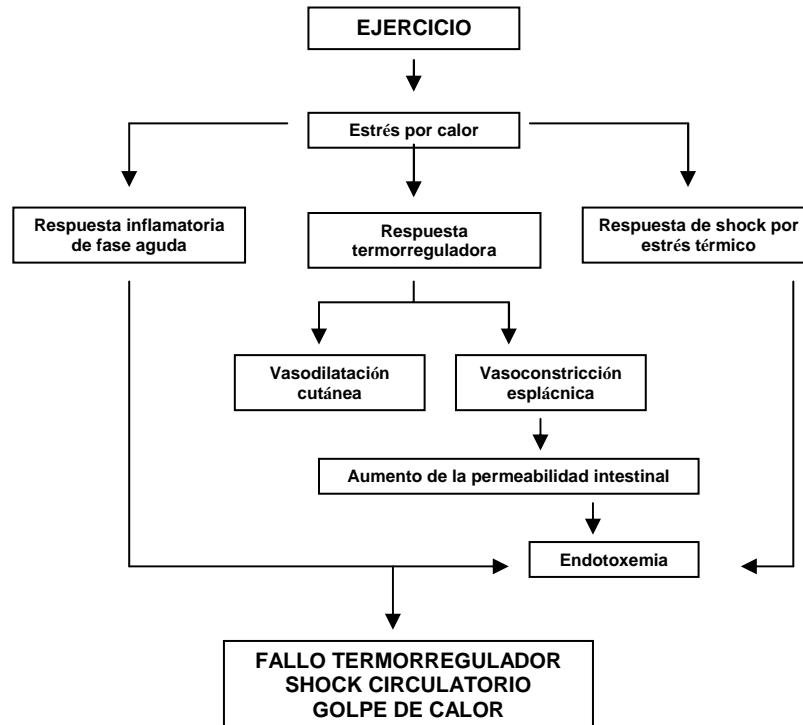 EJERCICIO
Estrés por calor
Respuesta inflamatoria
de fase aguda
Respuesta
termorreguladora
Respuesta de shock por
estrés térmico
Vasodilatación
cutánea
Vasoconstricción
esplácnica
Aumento de la permeabilidad intestinal
Endotoxemia
FALLO TERMORREGULADOR
SHOCK CIRCULATORIO
GOLPE DE CALOR